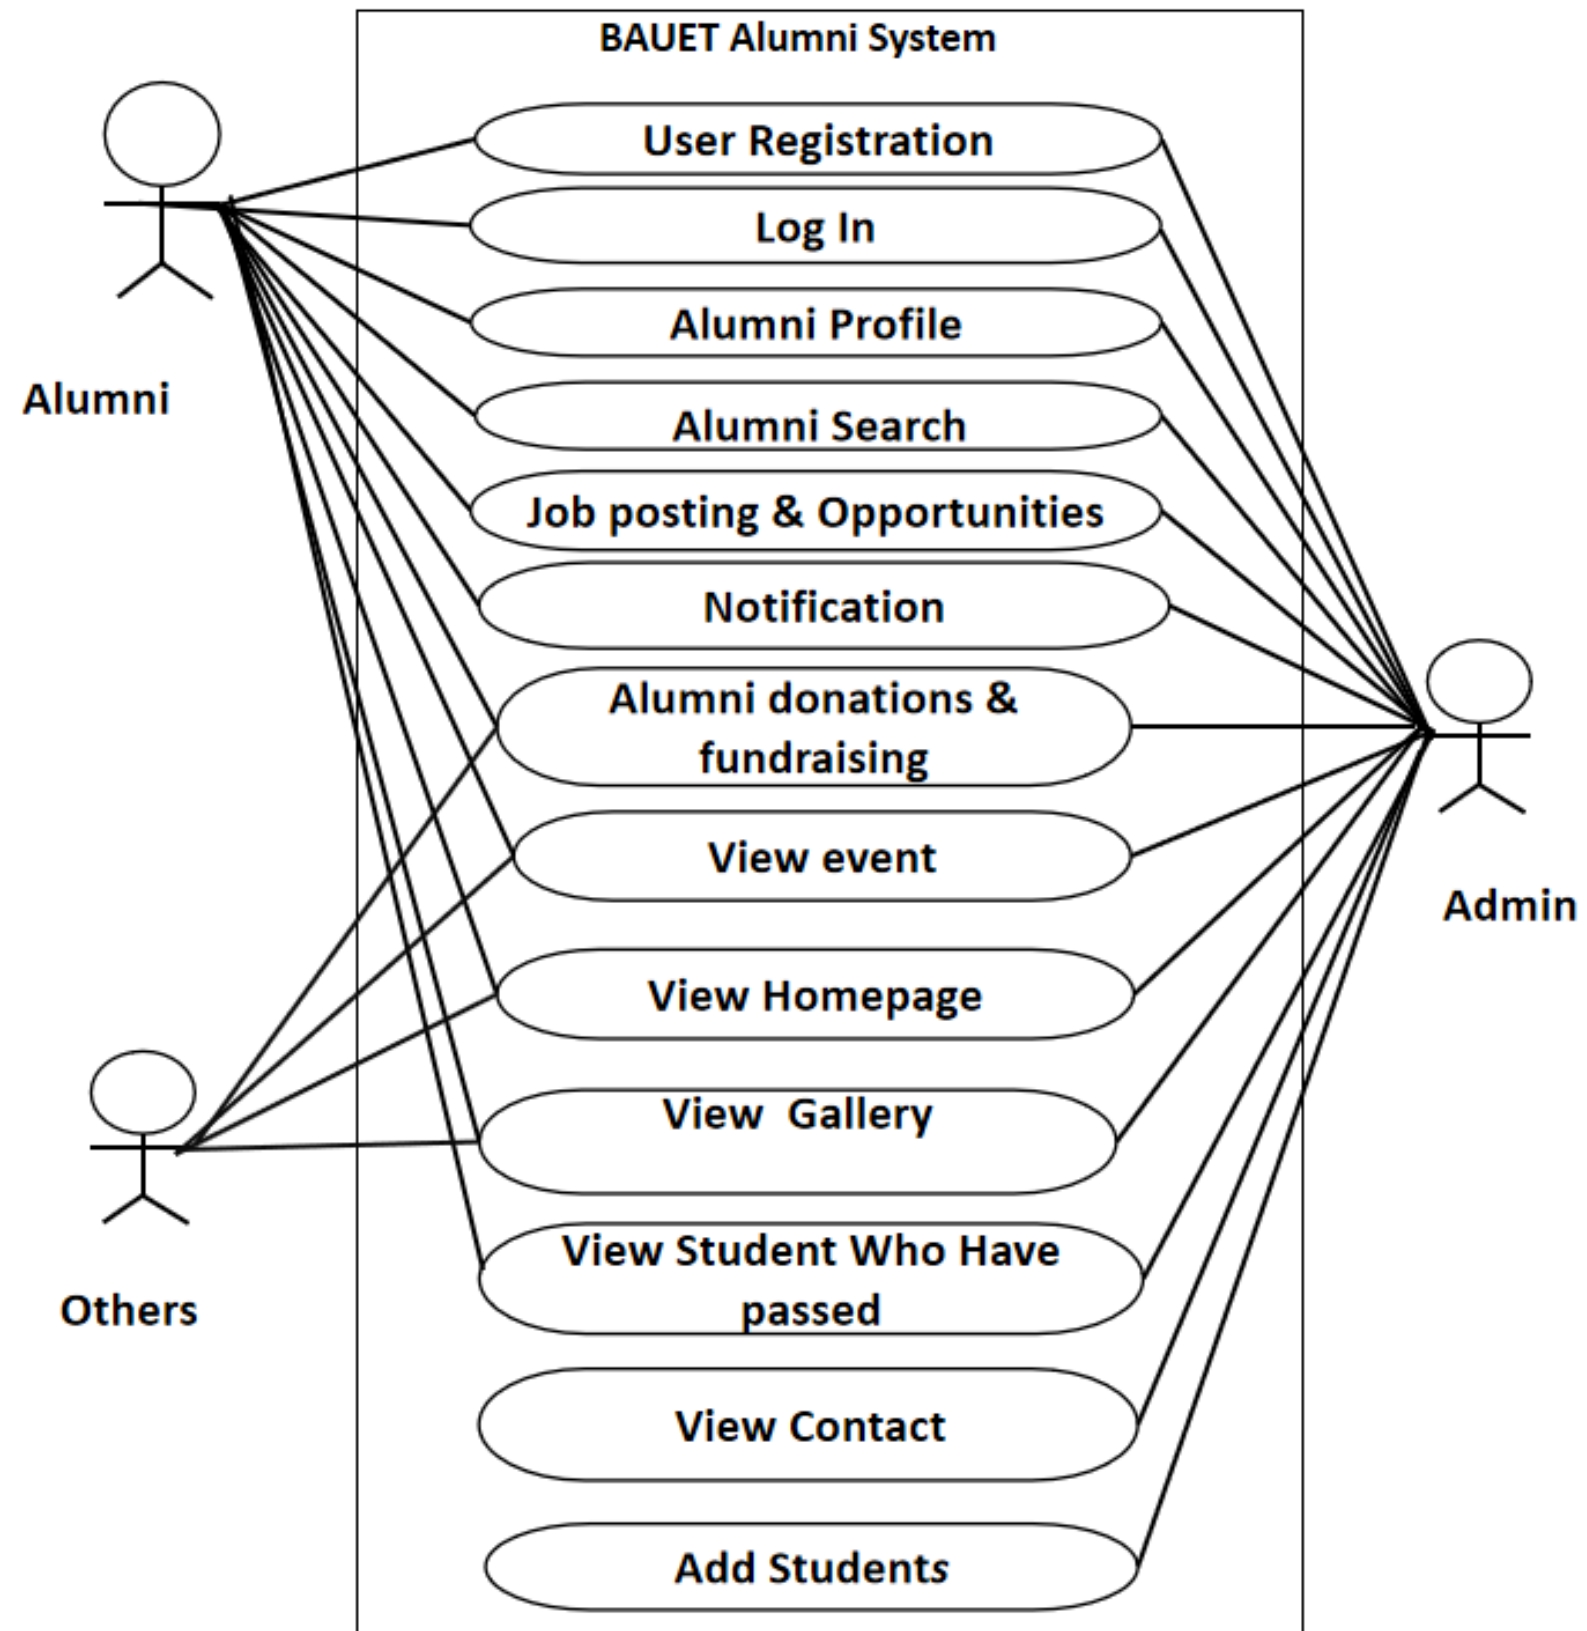 BAUET Alumni System
User Registration
Log In
Alumni Profile
Alumni
Alumni Search
Job posting & Opportunities
Notification
Alumni donations &
fundraising
View event
Admin
View Homepage
View  Gallery
View Student Who Have
passed
Others
View Contact
Add Students